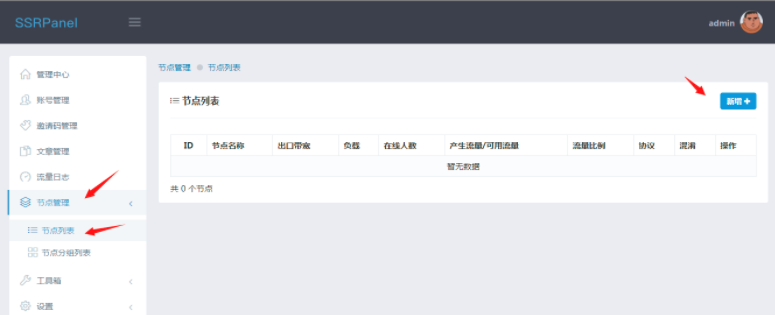 SSRPanel
admin
节点管理 节点列表
管理中心
账号管理
邀请码管理
文章管理
流量日志
节点管理
节点列表
节点分组列表
工具箱
设置
节点列表
新增 +
ID 节点名称 出口带宽 负载 在线人数 产生流量/可用流量 流量比例 协议 混淆 操作
暂无数据
共 0 个节点